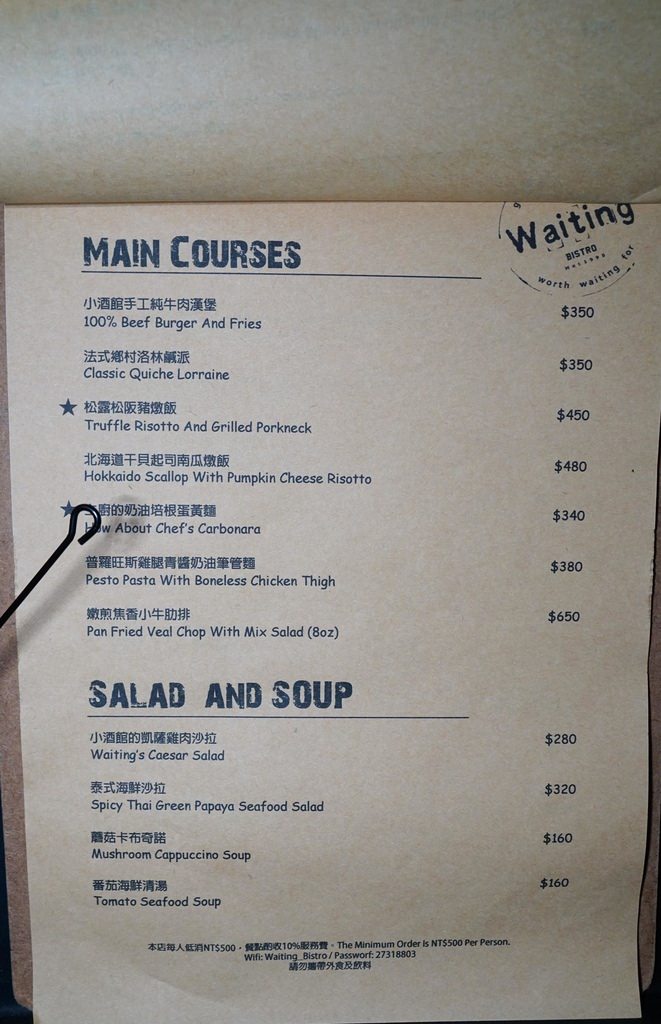 Waiting
BISTRO
worth waiting for
MAIN COURSES
小酒館手工純牛肉漢堡
100% Beef Burger And Fries
$350
法式鄉村洛林鹹派
Classic Quiche Lorraine
$350
★ 松露松阪豬燉飯
Truffle Risotto And Grilled Porkneck
$450
北海道干貝起司南瓜燉飯
Hokkaido Scallop With Pumpkin Cheese Risotto
$480
★ 廚的奶油培根蛋黃麵
How About Chef's Carbonara
$340
普羅旺斯雞腿青醬奶油筆管麵
Pesto Pasta With Boneless Chicken Thigh
$380
嫩煎焦香小牛肋排
Pan Fried Veal Chop With Mix Salad (8oz)
$650
SALAD AND SOUP
小酒館的凱薩雞肉沙拉
Waiting's Caesar Salad
$280
泰式海鮮沙拉
Spicy Thai Green Papaya Seafood Salad
$320
蘑菇卡布奇諾
Mushroom Cappuccino Soup
$160
番茄海鮮清湯
Tomato Seafood Soup
$160
本店每人低消NT$500，餐點酌收10%服務費。The Minimum Order Is NT$500 Per Person.
Wifi: Waiting_Bistro / Passworf: 27318803
請勿攜帶外食及飲料